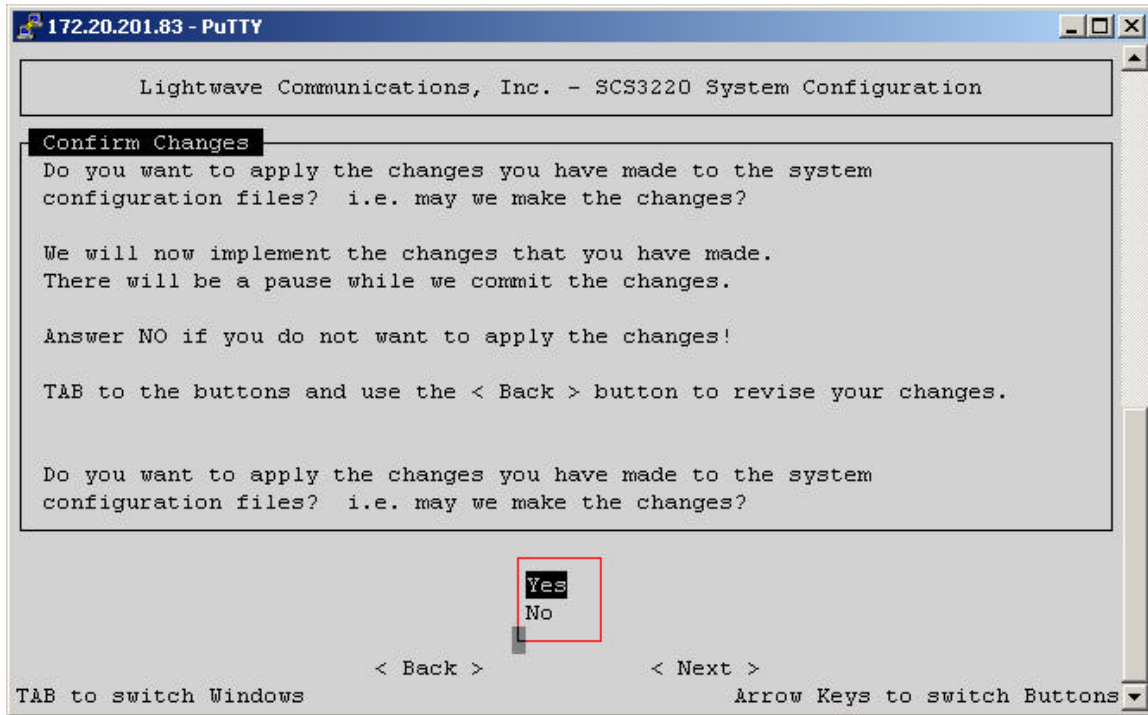 172.20.201.83 - PuTTY
Lightwave Communications, Inc. - SCS3220 System Configuration
Confirm Changes
Do you want to apply the changes you have made to the system
configuration files?  i.e. may we make the changes?
We will now implement the changes that you have made.
There will be a pause while we commit the changes.
Answer NO if you do not want to apply the changes!
TAB to the buttons and use the < Back > button to revise your changes.
Do you want to apply the changes you have made to the system
configuration files?  i.e. may we make the changes?
Yes
No
< Back > < Next >
TAB to switch Windows Arrow Keys to switch Buttons